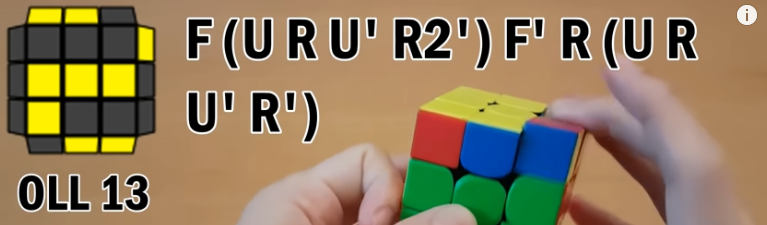 F (U R U' R2') F' R (U R
U' R')
OLL 13
i